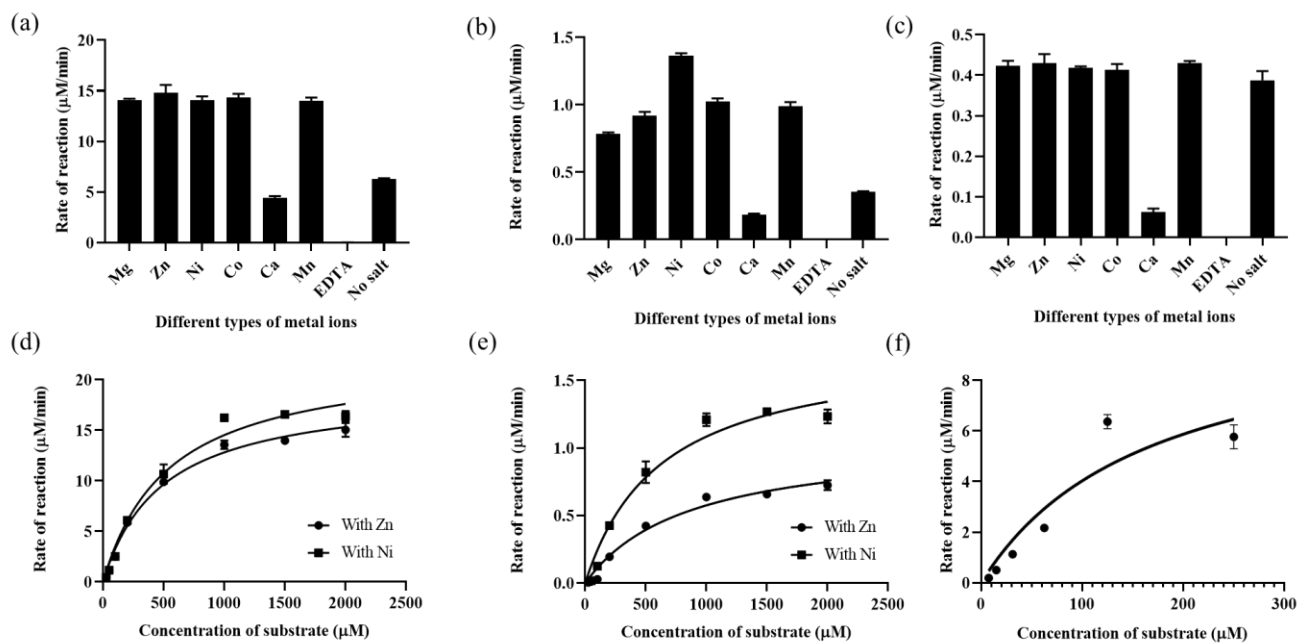 (a)
Rate of reaction (µM/min)
20
15
10
5
0
Mg
Zn
Ni
Co
Ca
Mn
EDTA
No salt
Different types of metal ions
(b)
Rate of reaction (µM/min)
1.5
1.0
0.5
0.0
Mg
Zn
Ni
Co
Ca
Mn
EDTA
No salt
Different types of metal ions
(c)
Rate of reaction (µM/min)
0.5
0.4
0.3
0.2
0.1
0.0
Mg
Zn
Ni
Co
Ca
Mn
EDTA
No salt
Different types of metal ions
(d)
Rate of reaction (µM/min)
20
15
10
5
0
With Zn
With Ni
0 500 1000 1500 2000 2500
Concentration of substrate (µM)
(e)
Rate of reaction (µM/min)
1.5
1.0
0.5
0.0
With Zn
With Ni
0 500 1000 1500 2000 2500
Concentration of substrate (µM)
(f)
Rate of reaction (µM/min)
8
6
4
2
0
0 100 200 300
Concentration of substrate (µM)